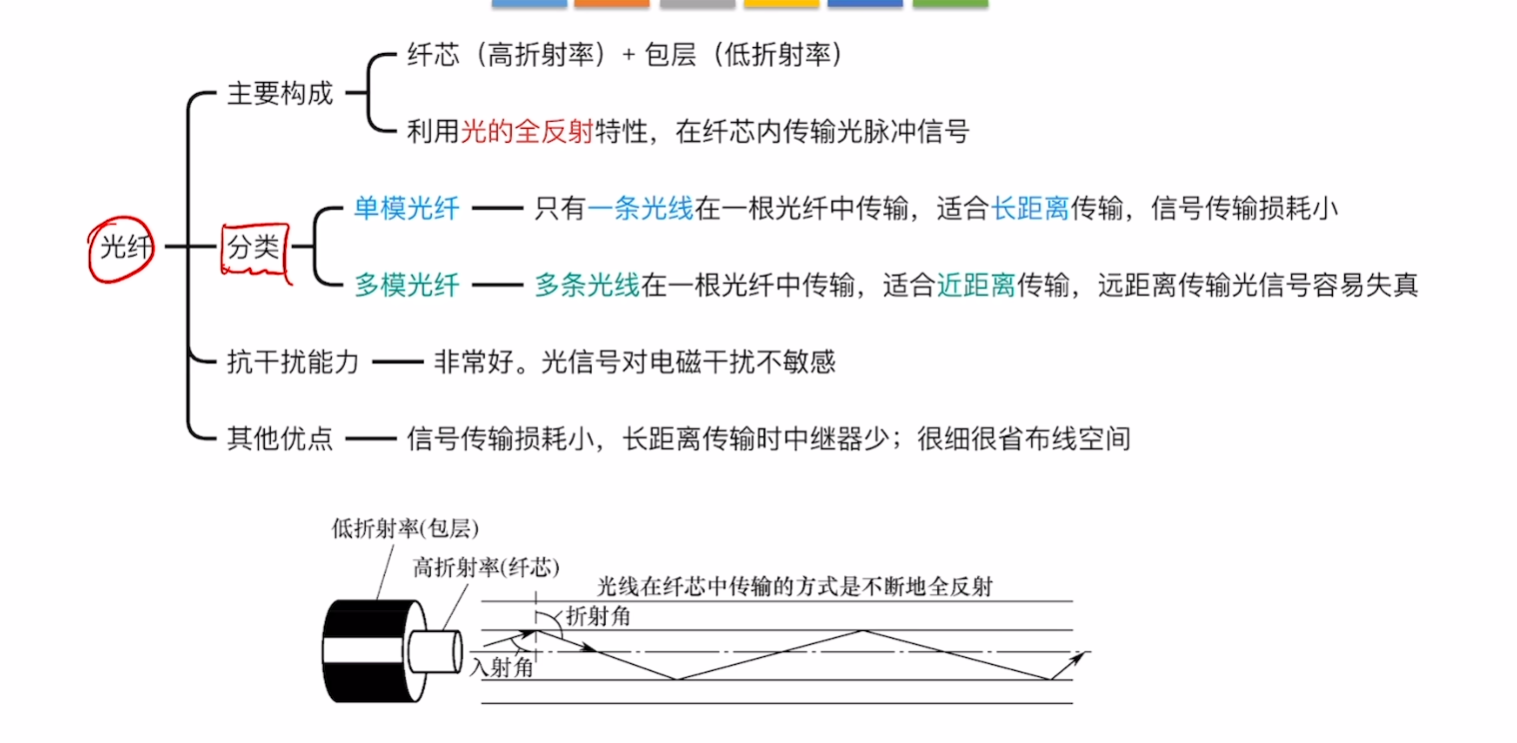 纤芯（高折射率）+ 包层（低折射率）
主要构成
利用光的全反射特性，在纤芯内传输光脉冲信号
单模光纤 只有一条光线在一根光纤中传输，适合长距离传输，信号传输损耗小
光纤 分类
多模光纤 多条光线在一根光纤中传输，适合近距离传输，远距离传输光信号容易失真
抗干扰能力 非常好。光信号对电磁干扰不敏感
其他优点 信号传输损耗小，长距离传输时中继器少；很细很省布线空间
低折射率(包层)
高折射率(纤芯)
光线在纤芯中传输的方式是不断地全反射
折射角
入射角